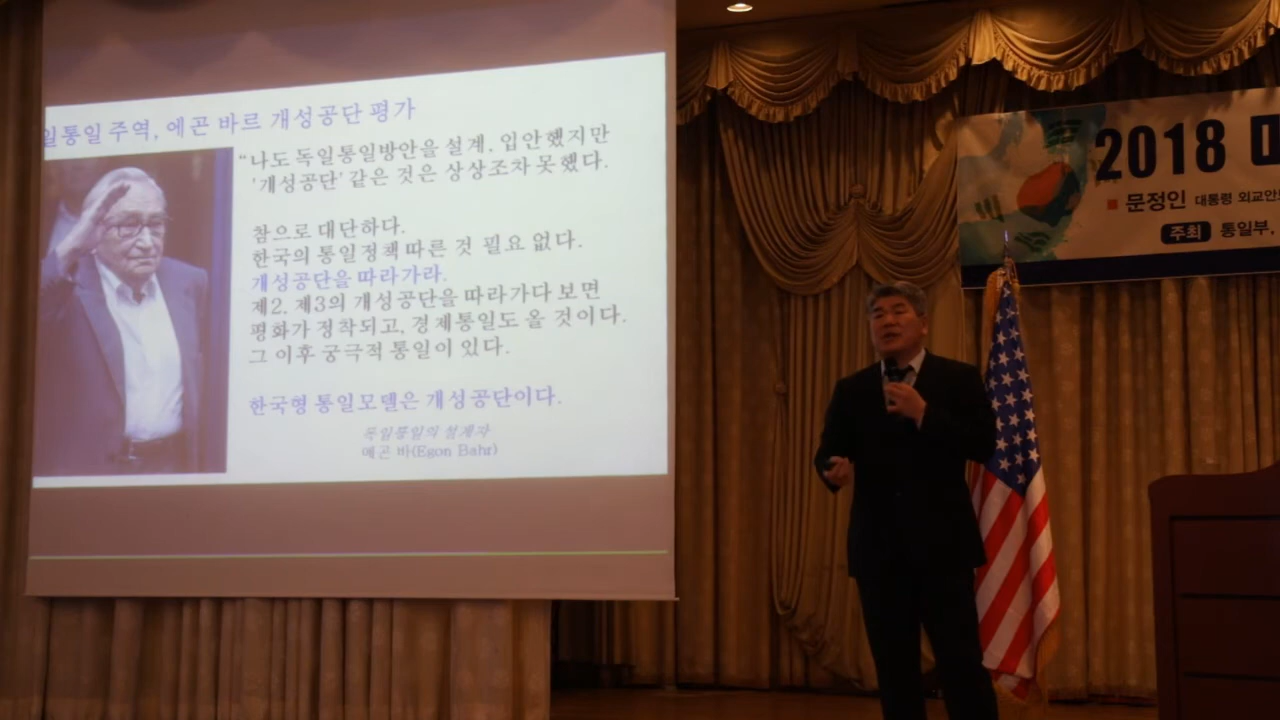 일통일 주역, 에곤 바르 개성공단 평가
“나도 독일통일방안을 설계. 입안했지만
'개성공단' 같은 것은 상상조차 못했다.
참으로 대단하다.
한국의 통일정책 따른 것 필요 없다.
개성공단을 따라가라.
제2. 제3의 개성공단을 따라가다 보면
평화가 정착되고, 경제통일도 올 것이다.
그 이후 궁극적 통일이 있다.
한국형 통일모델은 개성공단이다.
독일통일의 설계자
에곤 바(Egon Bahr)
2018
문정인 대통령 외교안보
주최 통일부,